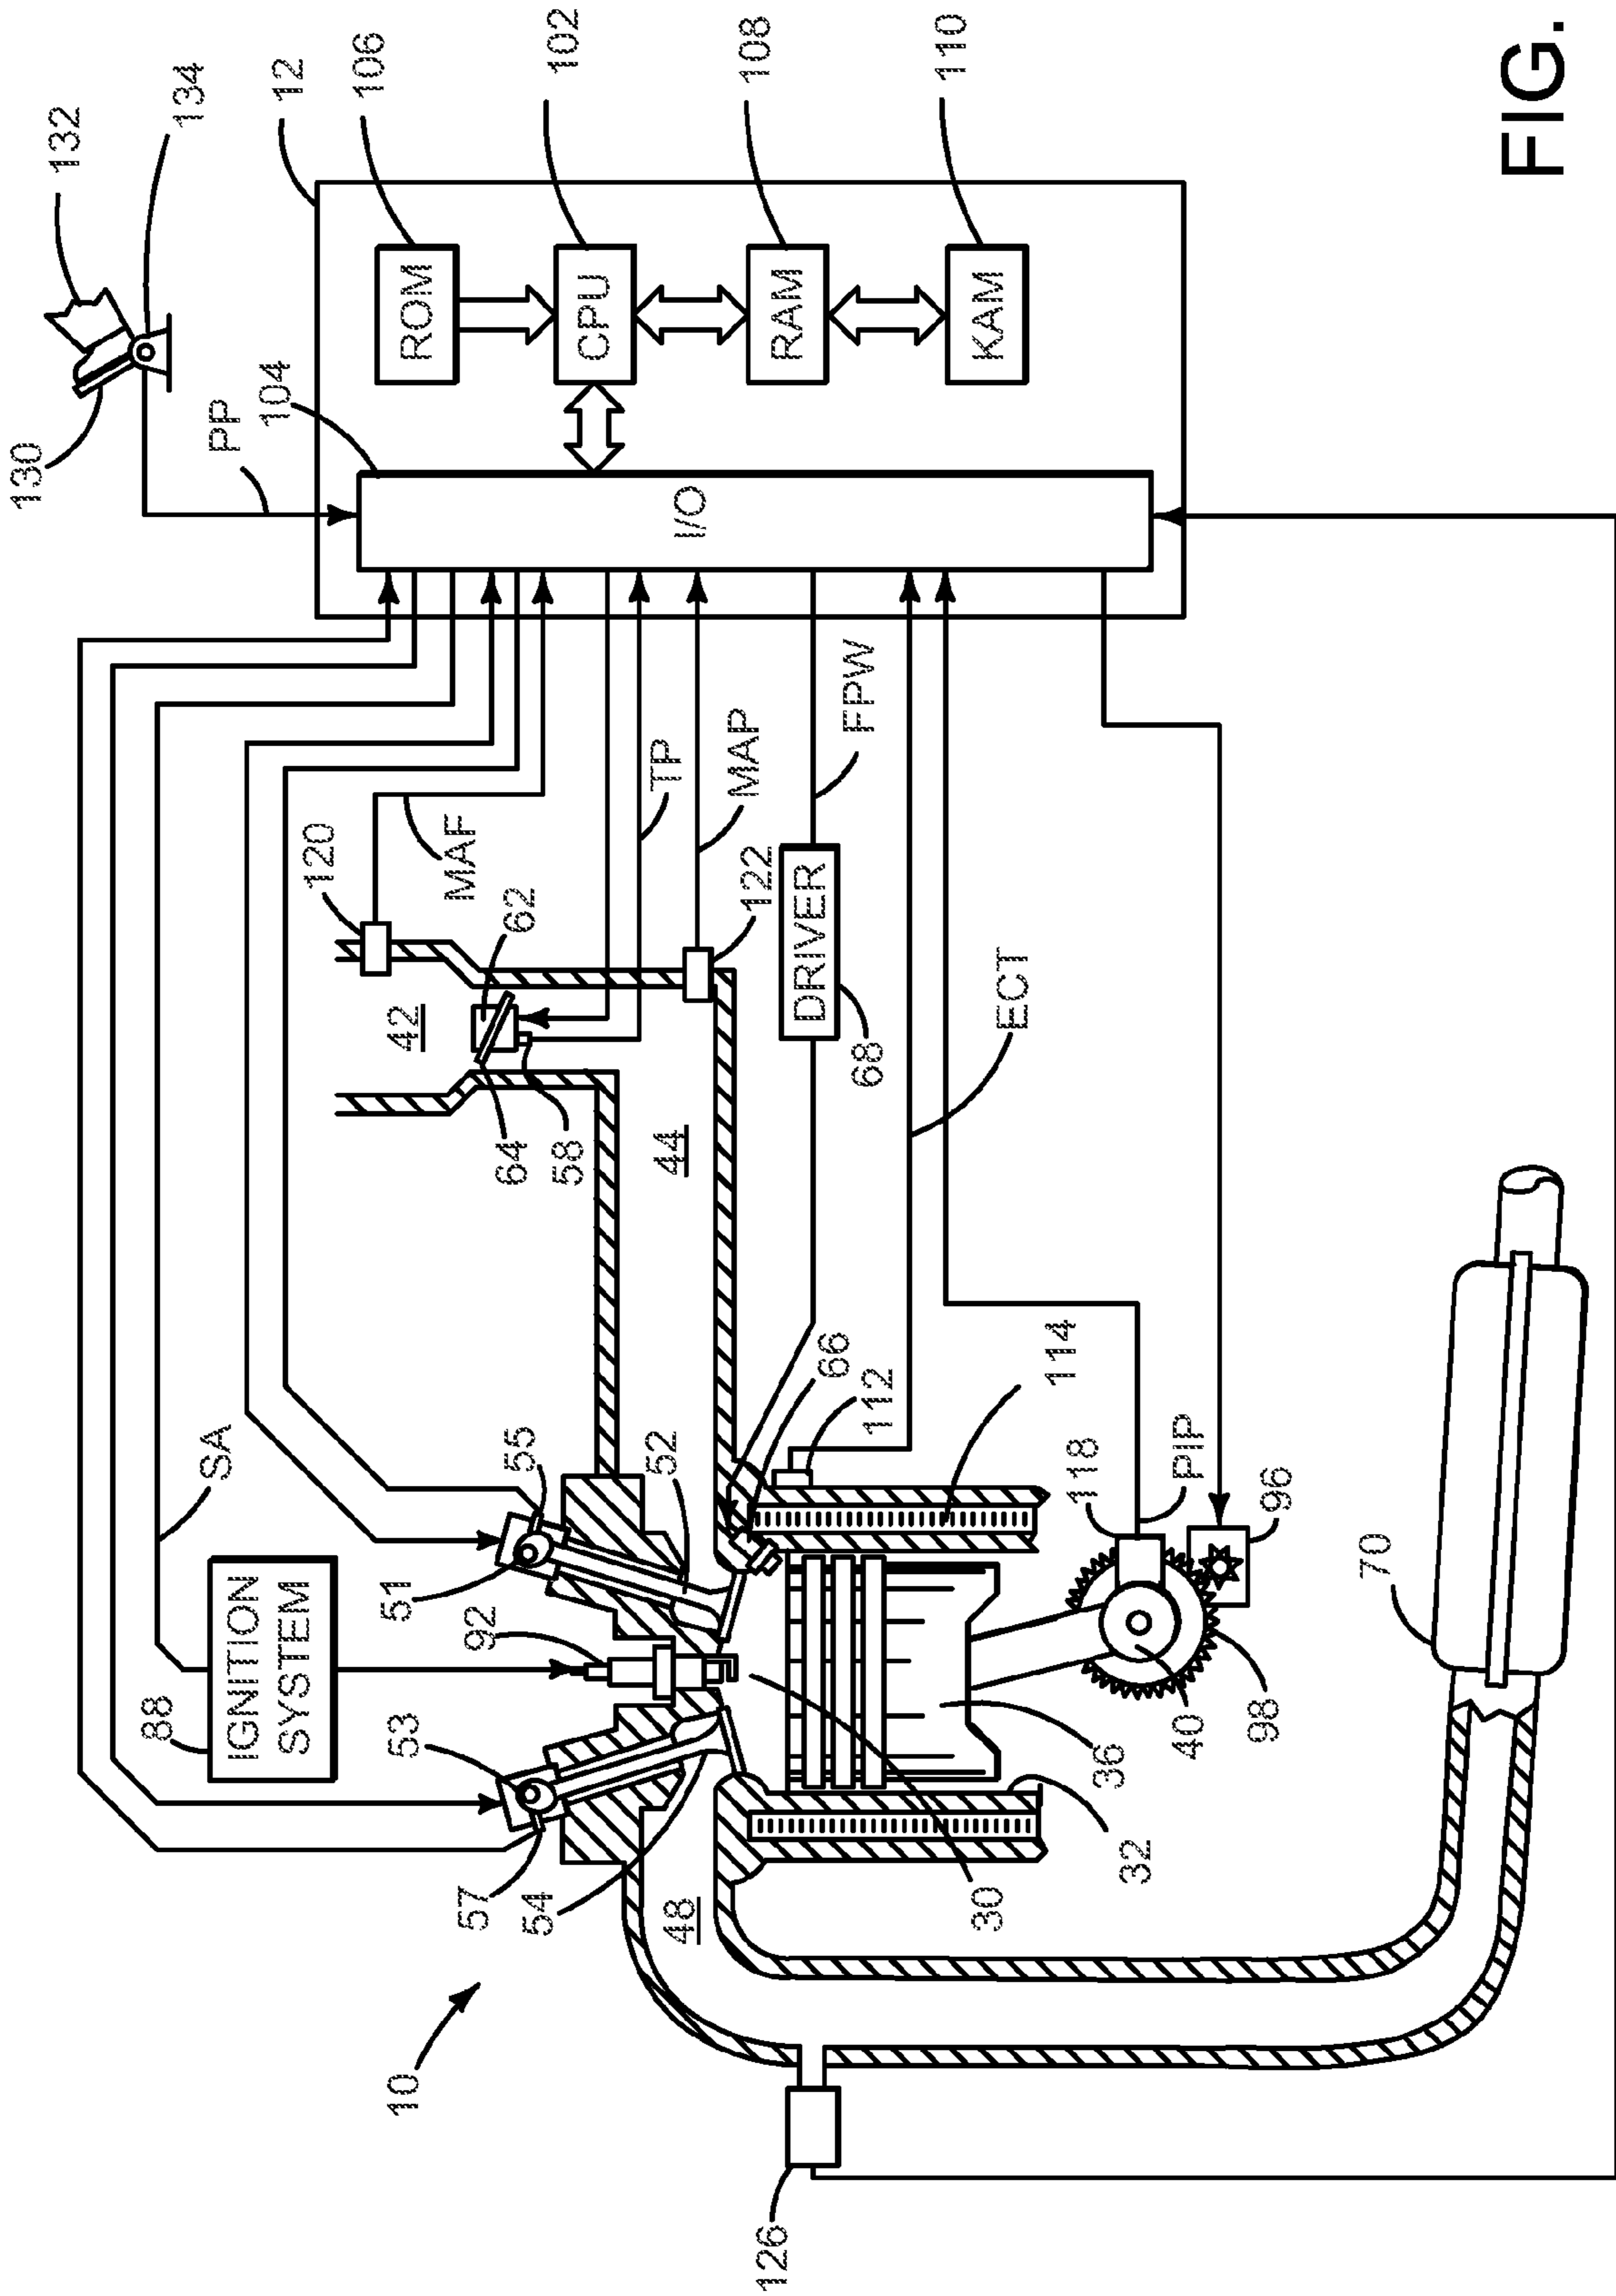 10
126
57
53
88
IGNITION
SYSTEM
SA
92
51
55
54
48
52
30
32
36
40
98
96
118
PIP
114
112
66
70
120
MAF
42
62
64
58
44
TP
MAP
122
DRIVER
68
FPW
ECT
130
132
134
PP
104
12
I/O
ROM
106
CPU
102
RAM
108
KAM
110
FIG.